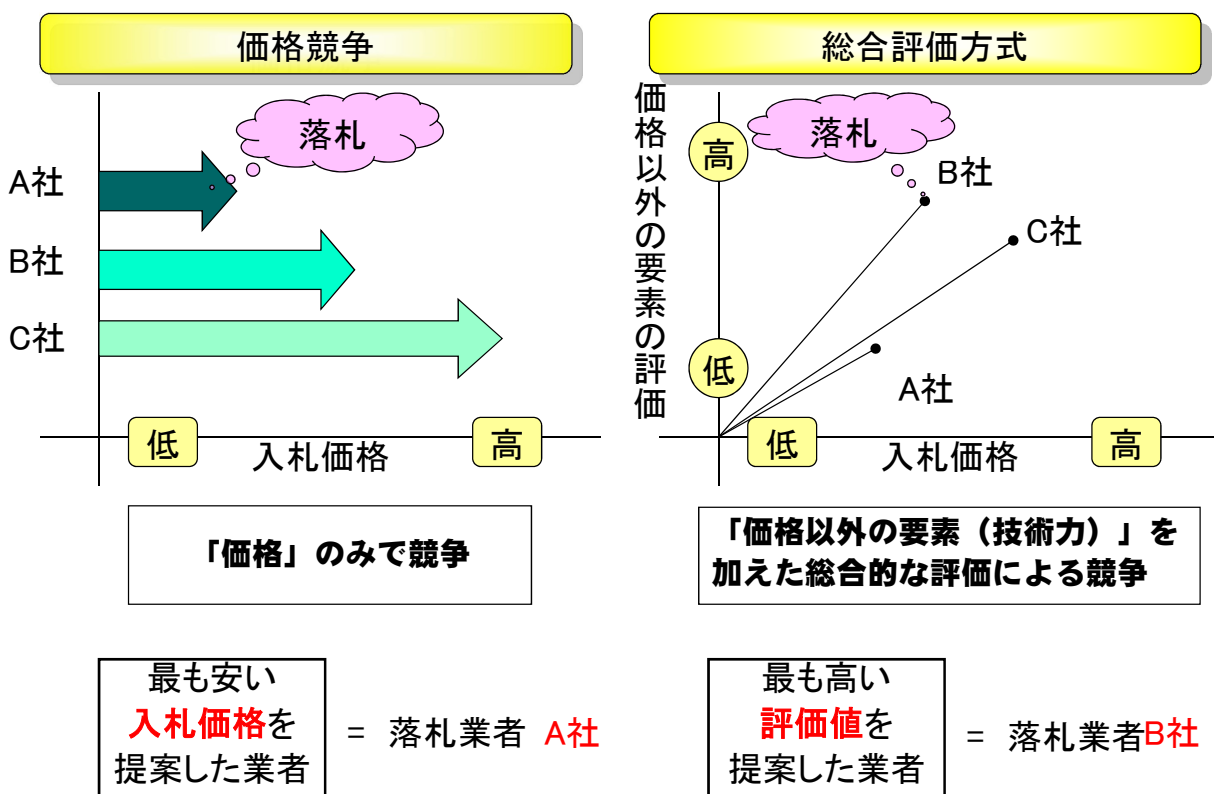 価格競争
落札
A社
B社
C社
低
入札価格
高
「価格」のみで競争
最も安い
入札価格を
提案した業者
= 落札業者 A社
総合評価方式
価格以外の要素の評価
高
落札
B社
C社
低
A社
低
入札価格
高
「価格以外の要素（技術力）」を
加えた総合的な評価による競争
最も高い
評価値を
提案した業者
= 落札業者B社